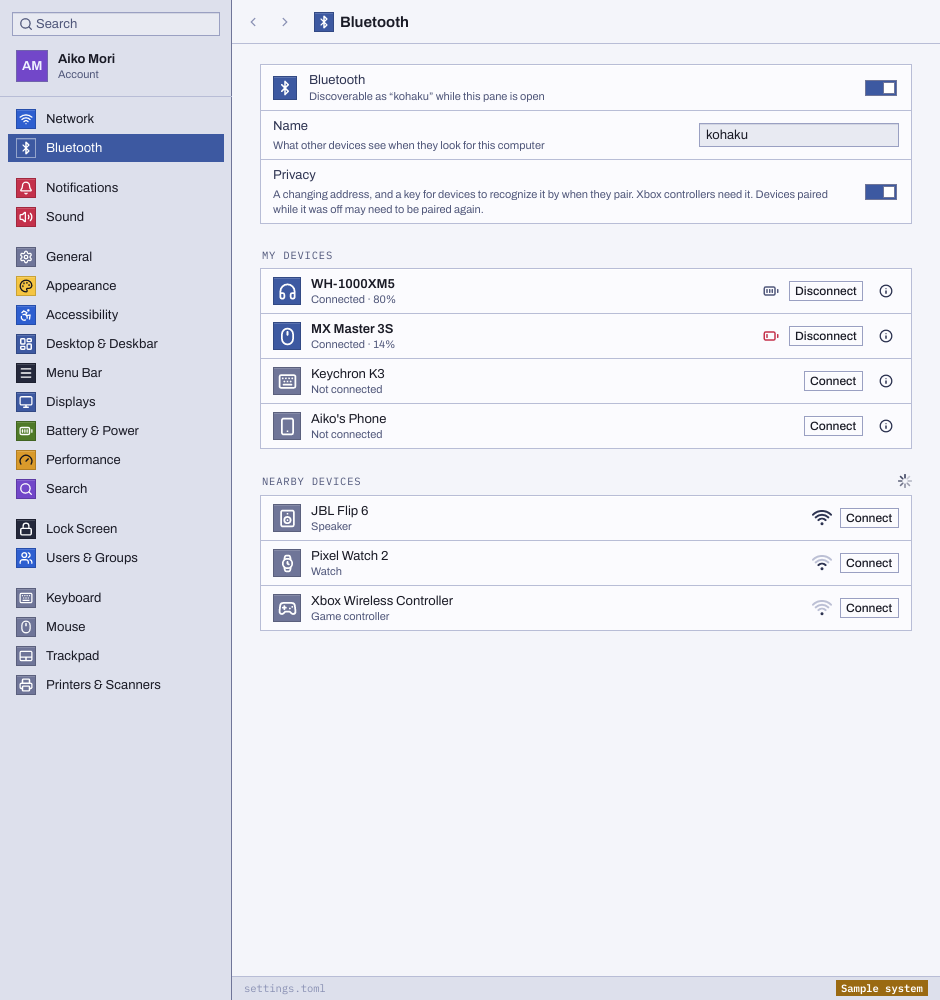 Search
AM
Aiko Mori
Account
Network
Bluetooth
Notifications
Sound
General
Appearance
Accessibility
Desktop & Deskbar
Menu Bar
Displays
Battery & Power
Performance
Search
Lock Screen
Users & Groups
Keyboard
Mouse
Trackpad
Printers & Scanners
Bluetooth
Bluetooth
Discoverable as “kohaku” while this pane is open
Name
What other devices see when they look for this computer
kohaku
Privacy
A changing address, and a key for devices to recognize it by when they pair. Xbox controllers need it. Devices paired
while it was off may need to be paired again.
MY DEVICES
WH-1000XM5
Connected · 80%
Disconnect
MX Master 3S
Connected · 14%
Disconnect
Keychron K3
Not connected
Connect
Aiko's Phone
Not connected
Connect
NEARBY DEVICES
JBL Flip 6
Speaker
Connect
Pixel Watch 2
Watch
Connect
Xbox Wireless Controller
Game controller
Connect
settings.toml
Sample system